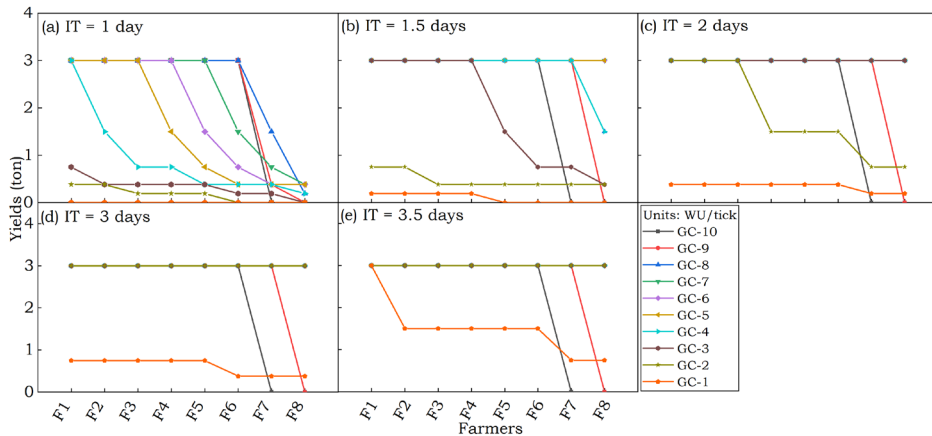 (a) IT = 1 day
(b) IT = 1.5 days
(c) IT = 2 days
4
3
2
1
0
Yields (ton)
(d) IT = 3 days
(e) IT = 3.5 days
4
3
2
1
0
Units: WU/tick
GC-10
GC-9
GC-8
GC-7
GC-6
GC-5
GC-4
GC-3
GC-2
GC-1
F1 F2 F3 F4 F5 F6 F7 F8
F1 F2 F3 F4 F5 F6 F7 F8
Farmers